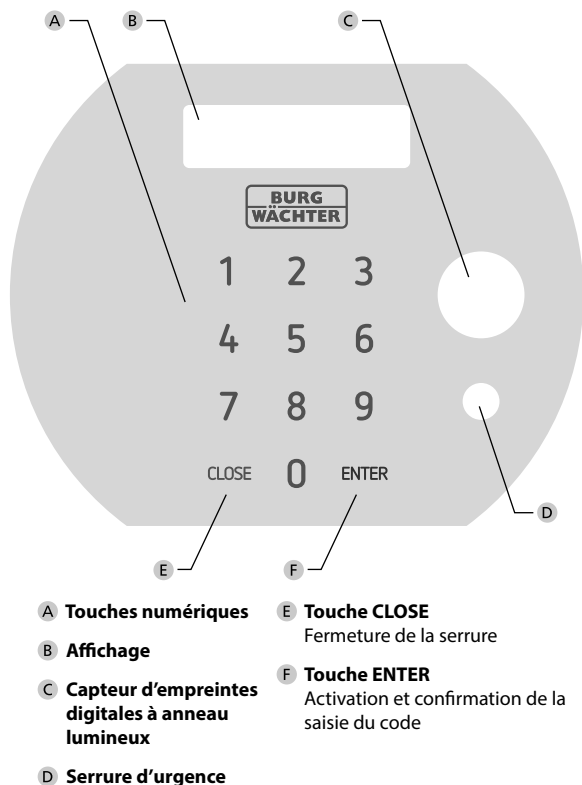 A B C
BURG
WÄCHTER
1 2 3
4 5 6
7 8 9
CLOSE 0 ENTER
D
E F
A Touches numériques
B Affichage
C Capteur d'empreintes
digitales à anneau
lumineux
D Serrure d'urgence
E Touche CLOSE
Fermeture de la serrure
F Touche ENTER
Activation et confirmation de la
saisie du code